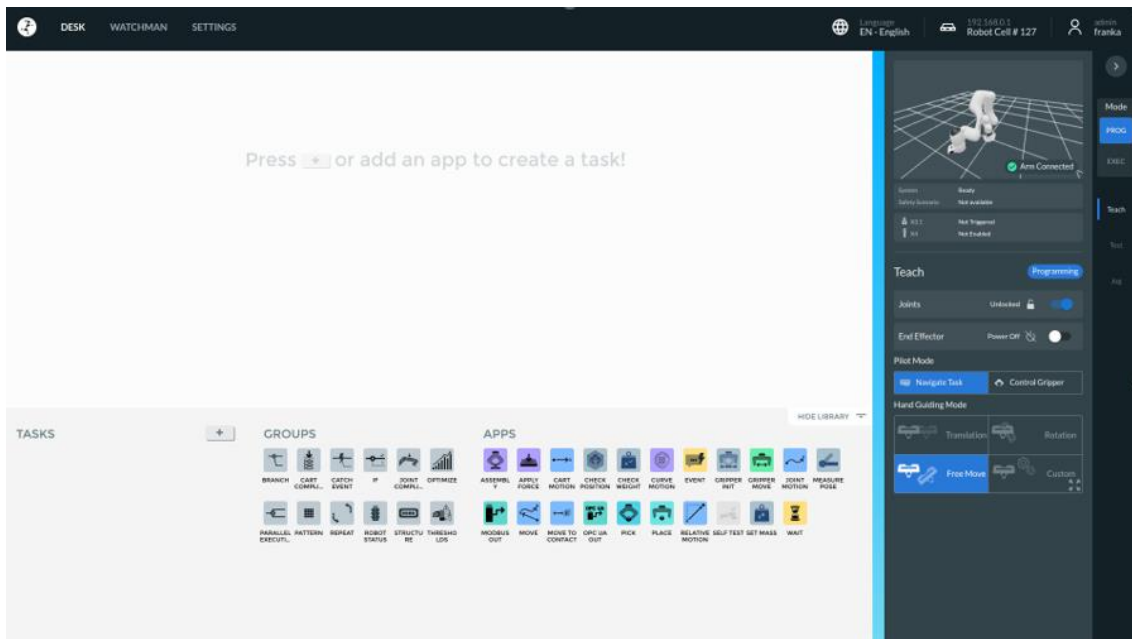 DESK WATCHMAN SETTINGS
Language
EN - English
192.168.0.1
Robot Cell # 127
admin
franka
Press + or add an app to create a task!
Arm Connected
System Ready
Safety Scenario Not available
X3.1 Not Triggered
X4 Not Enabled
Mode
PROG
EXEC
Teach
Test
Teach Programming
Joints Unlocked
End Effector Power Off
Pilot Mode
Navigate Task Control Gripper
Hand Guiding Mode
Translation Rotation
Free Move Custom
HIDE LIBRARY
TASKS +
GROUPS
BRANCH
CART COMPLI...
CATCH EVENT
IF
JOINT COMPLI...
OPTIMIZE
PARALLEL EXECUTI...
PATTERN
REPEAT
ROBOT STATUS
STRUCTU
RE
THRESHO
LDS
APPS
ASSEMBL
Y
APPLY FORCE
CART MOTION
CHECK POSITION
CHECK WEIGHT
CURVE MOTION
EVENT
GRIPPER INIT
GRIPPER MOVE
JOINT MOTION
MEASURE POSE
MODBUS OUT
MOVE
MOVE TO CONTACT
OPC UA OUT
PICK
PLACE
RELATIVE MOTION
SELF TEST
SET MASS
WAIT